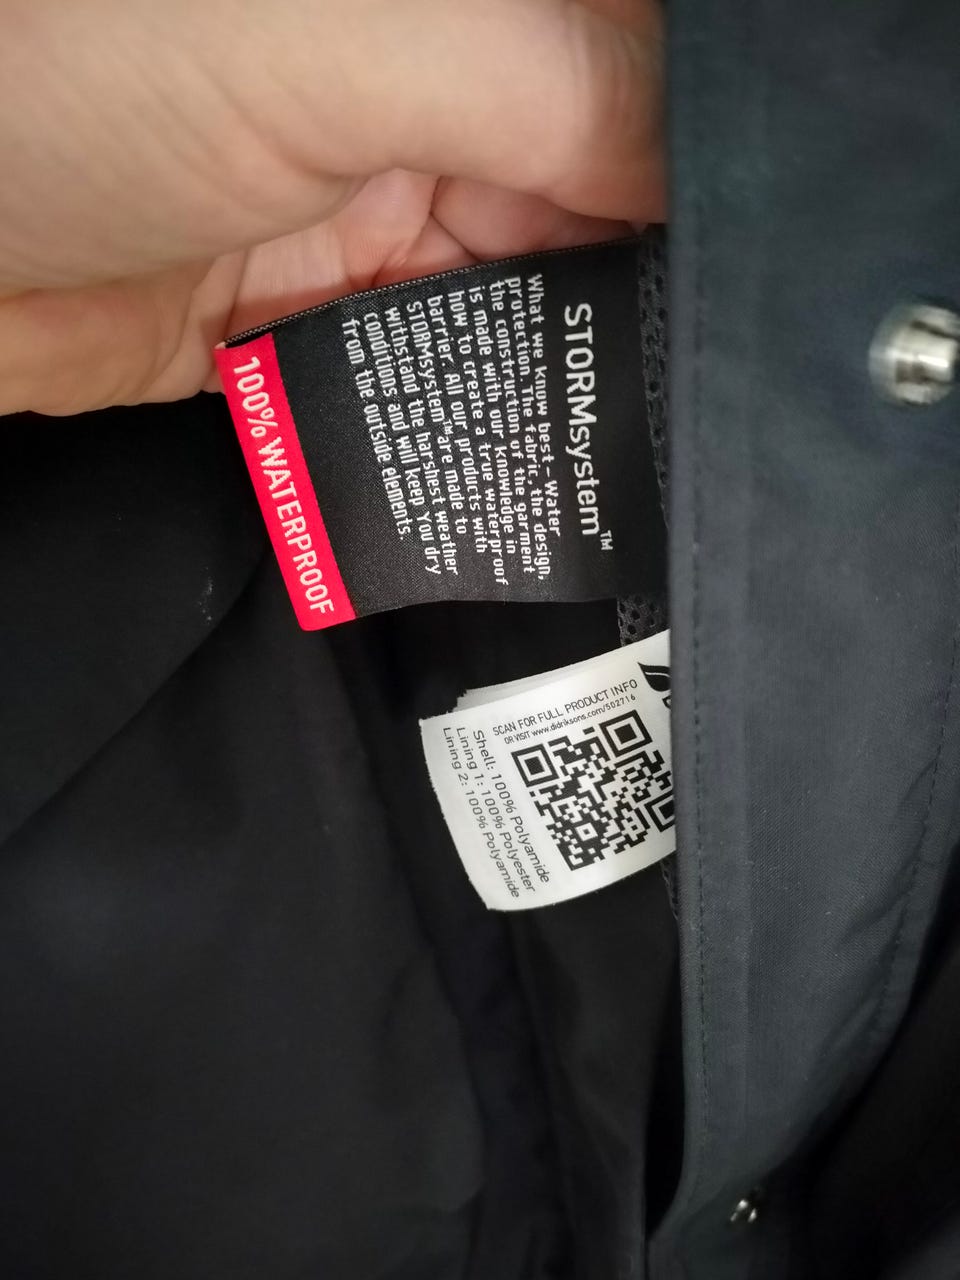 STORMsystem™
What we know best - Water
protection. The fabric, the design,
the construction of the garment
is made with our knowledge in
how to create a true waterproof
barrier. All our products with
STORMsystem™ are made to
withstand the harshest weather
conditions and will keep You dry
from the outside elements.
100% WATERPROOF
SCAN FOR FULL PRODUCT INFO
OR VISIT www.didriksons.com/502716
Shell: 100% Polyamide
Lining 1: 100% Polyester
Lining 2: 100% Polyamide